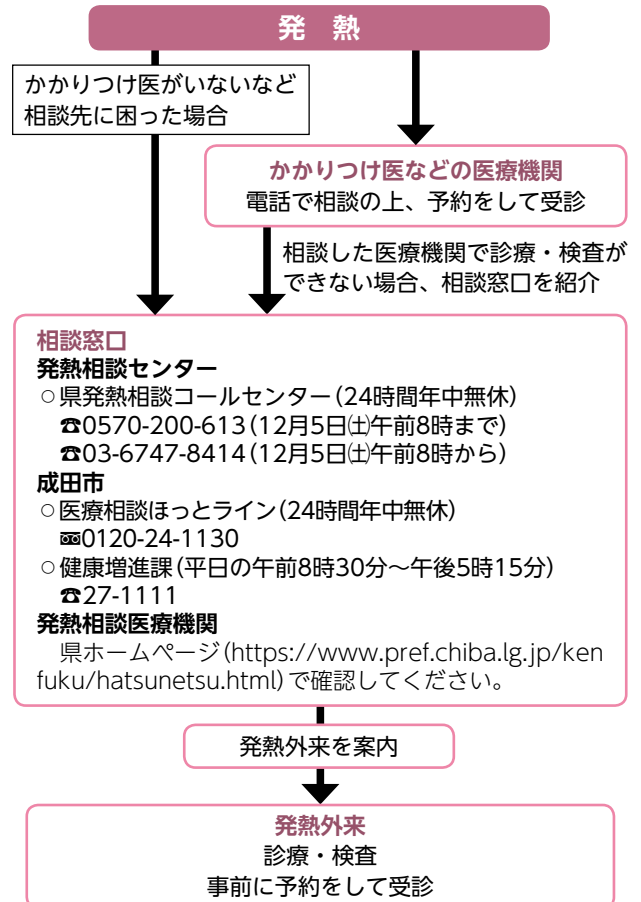 発 熱
かかりつけ医がいないなど
相談先に困った場合
かかりつけ医などの医療機関
電話で相談の上、予約をして受診
相談した医療機関で診療・検査が
できない場合、相談窓口を紹介
相談窓口
発熱相談センター
○県発熱相談コールセンター(24時間年中無休)
☎0570-200-613(12月5日㈯午前8時まで)
☎03-6747-8414(12月5日㈯午前8時から)
成田市
○医療相談ほっとライン(24時間年中無休)
0120-24-1130
○健康増進課(平日の午前8時30分～午後5時15分)
☎27-1111
発熱相談医療機関
県ホームページ(https://www.pref.chiba.lg.jp/ken
fuku/hatsunetsu.html)で確認してください。
発熱外来を案内
発熱外来
診療・検査
事前に予約をして受診